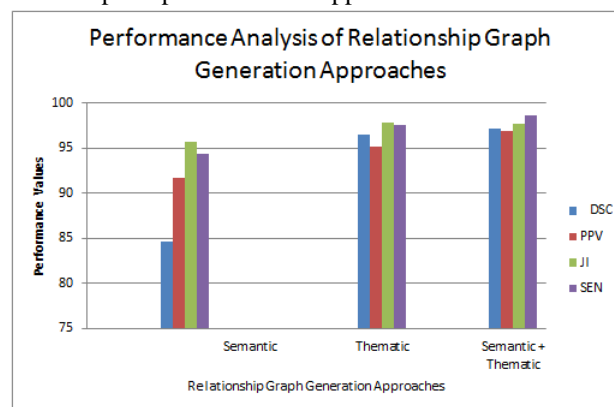 Performance Analysis of Relationship Graph
Generation Approaches
100
95
90
85
80
75
Performance Values
Semantic
Thematic
Semantic +
Thematic
Relationship Graph Generation Approaches
DSC
PPV
JI
SEN